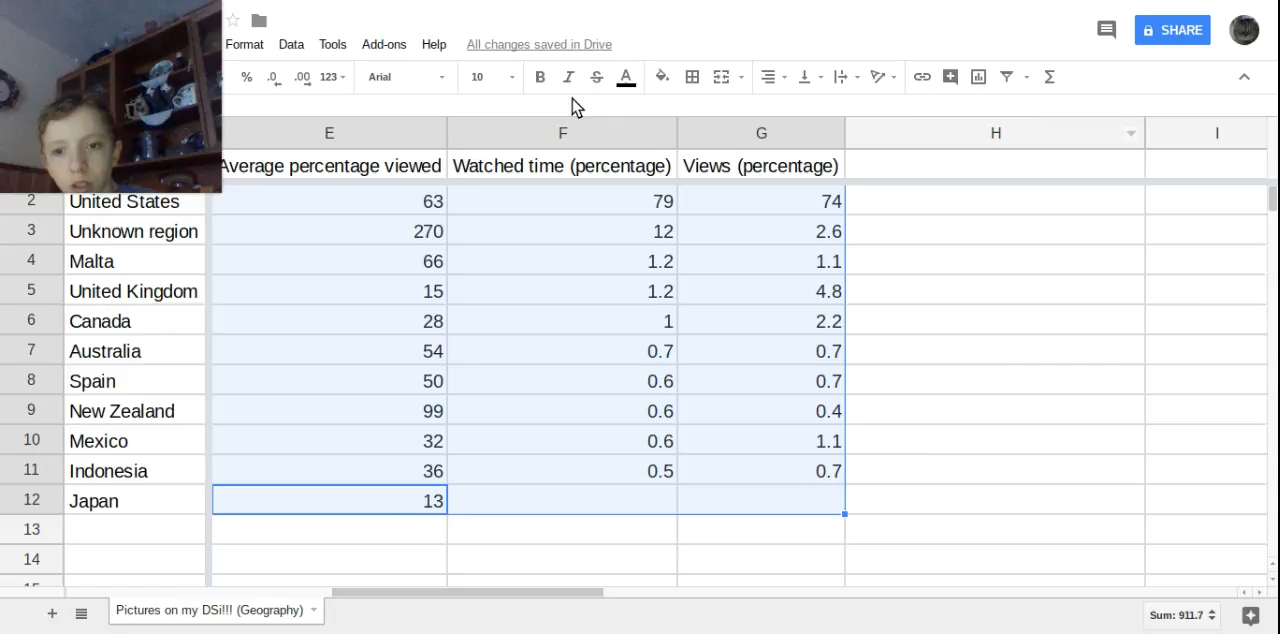 Format Data Tools Add-ons Help All changes saved in Drive SHARE
% .0 .00 123 Arial 10 B I S A Σ
E F G H I
Average percentage viewed Watched time (percentage) Views (percentage)
2 United States 63 79 74
3 Unknown region 270 12 2.6
4 Malta 66 1.2 1.1
5 United Kingdom 15 1.2 4.8
6 Canada 28 1 2.2
7 Australia 54 0.7 0.7
8 Spain 50 0.6 0.7
9 New Zealand 99 0.6 0.4
10 Mexico 32 0.6 1.1
11 Indonesia 36 0.5 0.7
12 Japan 13
13
14
Pictures on my DSi!!! (Geography) Sum: 911.7